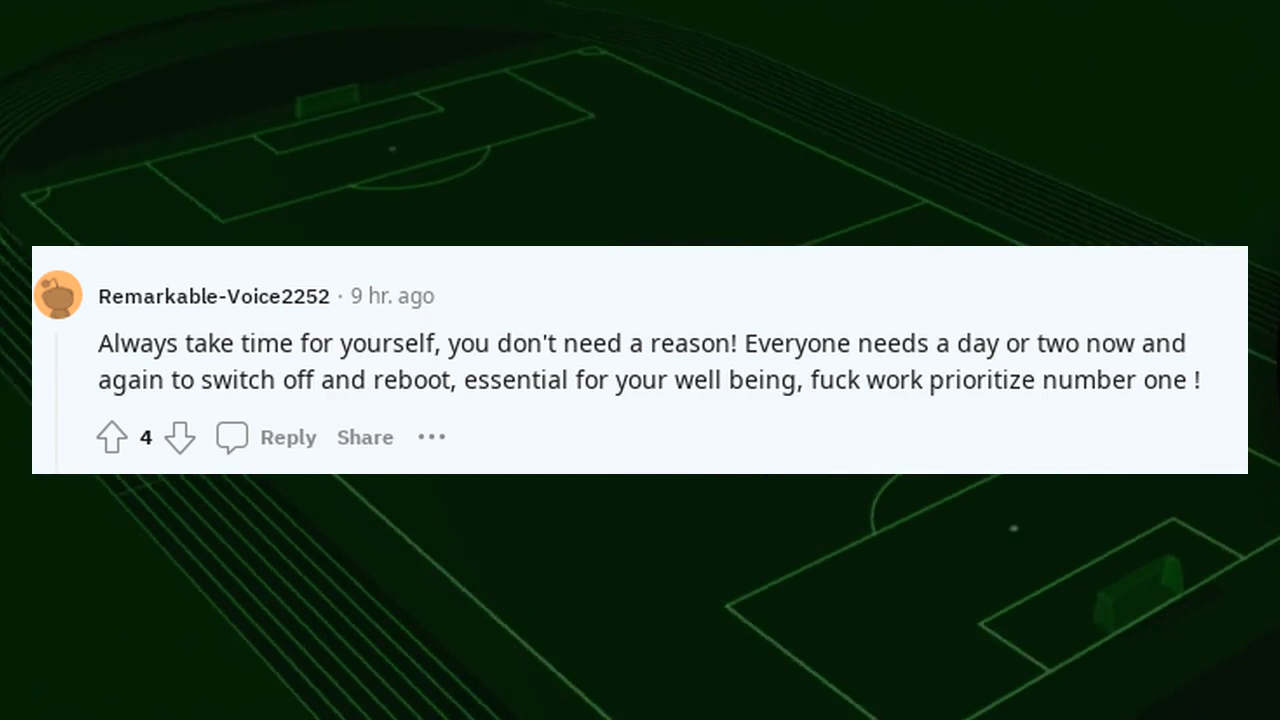 Remarkable-Voice2252 · 9 hr. ago
Always take time for yourself, you don't need a reason! Everyone needs a day or two now and
again to switch off and reboot, essential for your well being, fuck work prioritize number one !
4 Reply Share ···